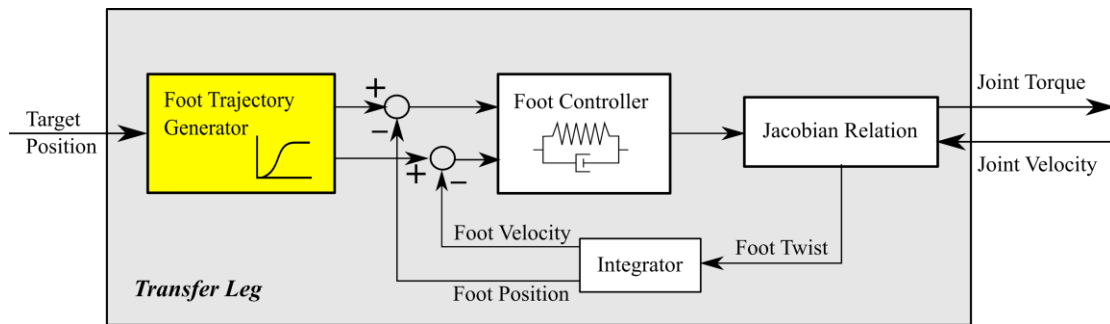 Target
Position
Foot Trajectory
Generator
+
−
+
−
Foot Controller
Jacobian Relation
Joint Torque
Joint Velocity
Foot Velocity
Integrator
Foot Twist
Foot Position
Transfer Leg